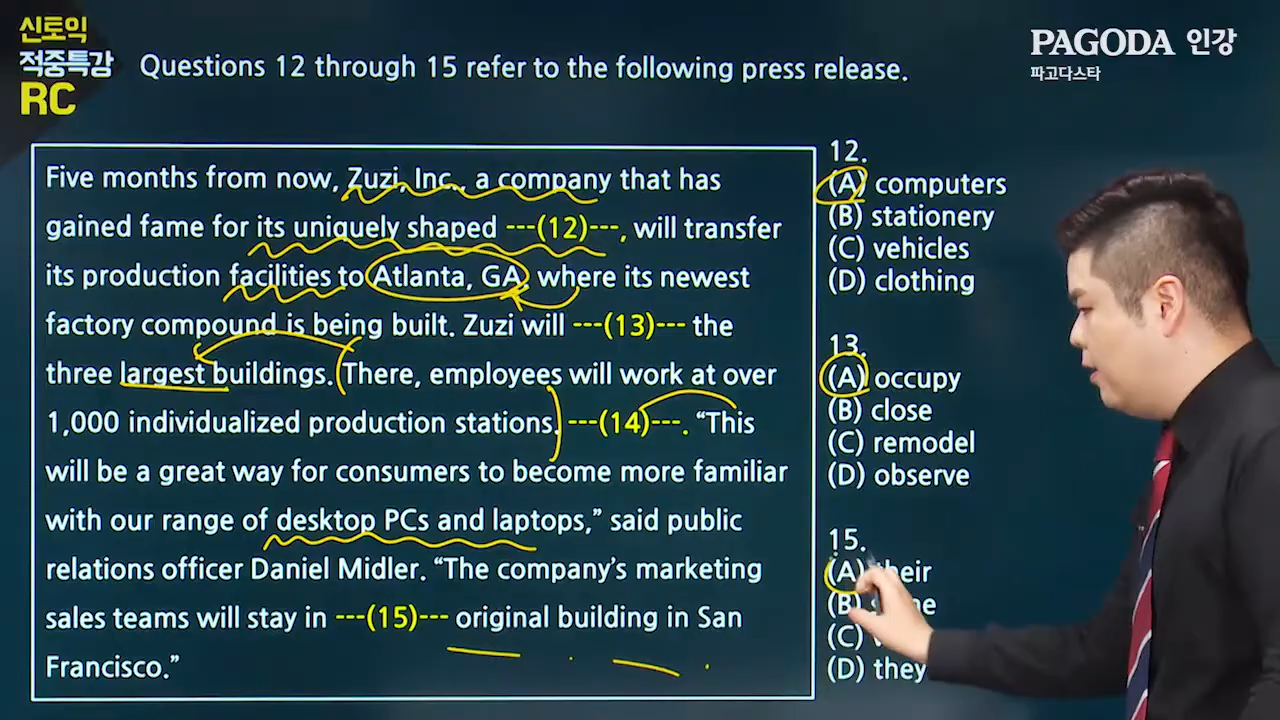 신토익
적중특강
RC
Questions 12 through 15 refer to the following press release.
PAGODA 인강
파고다스타
Five months from now, Zuzi, Inc., a company that has
gained fame for its uniquely shaped ---(12)---, will transfer
its production facilities to Atlanta, GA, where its newest
factory compound is being built. Zuzi will ---(13)--- the
three largest buildings. There, employees will work at over
1,000 individualized production stations. ---(14)---. “This
will be a great way for consumers to become more familiar
with our range of desktop PCs and laptops,” said public
relations officer Daniel Midler. “The company’s marketing
sales teams will stay in ---(15)--- original building in San
Francisco.”
12.
(A) computers
(B) stationery
(C) vehicles
(D) clothing
13.
(A) occupy
(B) close
(C) remodel
(D) observe
15.
(A) their
(B)
(C)
(D) they